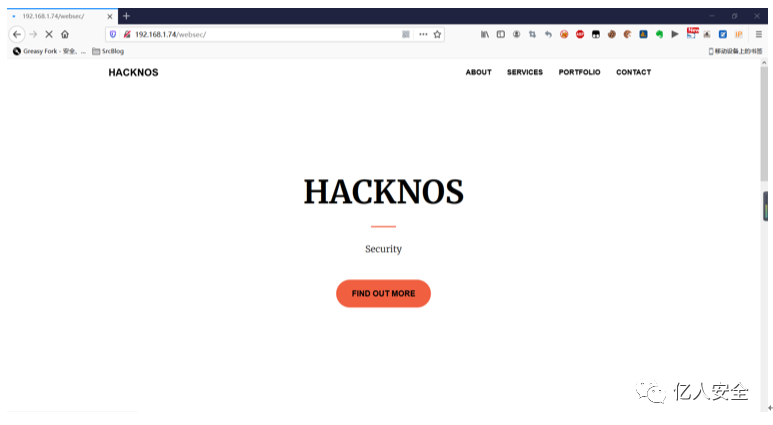 192.168.1.74/websec/
192.168.1.74/websec/
Greasy Fork - 安全、... SrcBlog 移动设备上的书签
HACKNOS ABOUT SERVICES PORTFOLIO CONTACT
HACKNOS
Security
FIND OUT MORE
亿人安全